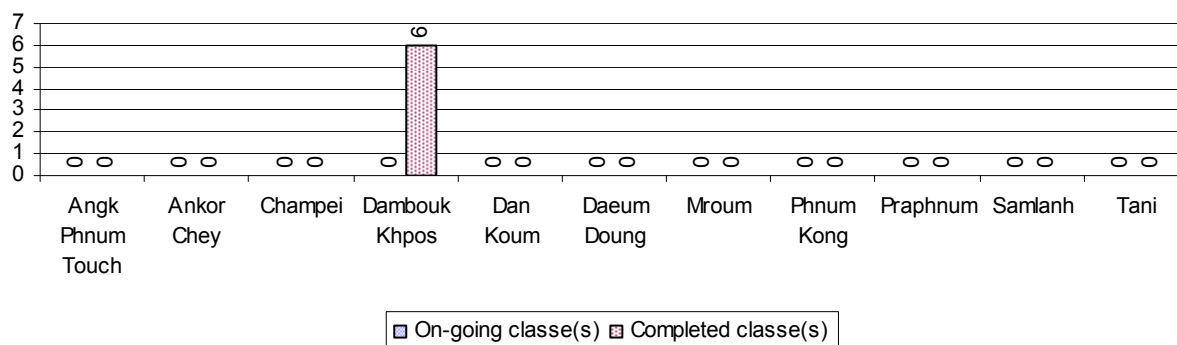 7
6
5
4
3
2
1
0
6
0 0 0 0 0 0 0 0 0 0 0 0 0 0 0 0 0 0 0 0 0
Angk Ankor Champei Dambouk Dan Daeum Mroum Phnum Praphnum Samlanh Tani
Phnum Chey Khpos Koum Doung Kong
Touch
On-going classe(s) Completed classe(s)